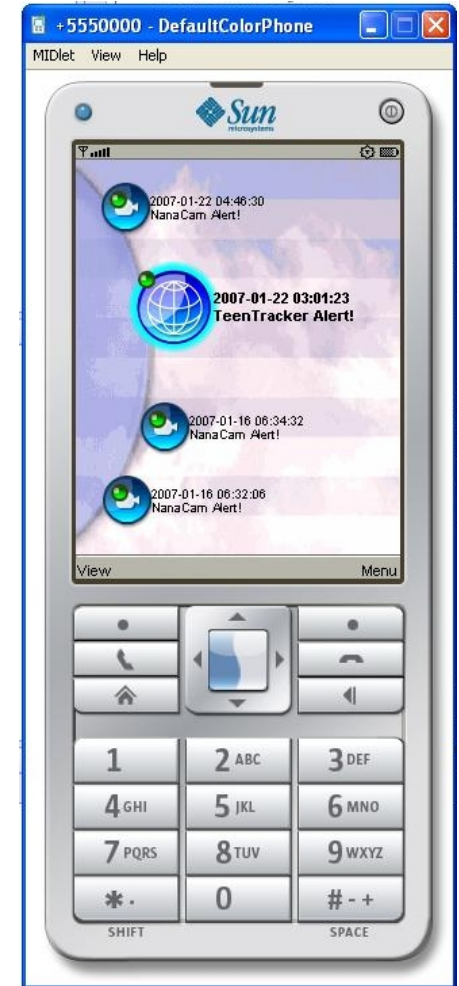 +5550000 - DefaultColorPhone
MIDlet View Help
Sun
microsystems
2007-01-22 04:46:30
NanaCam Alert!
2007-01-22 03:01:23
TeenTracker Alert!
2007-01-16 06:34:32
NanaCam Alert!
2007-01-16 06:32:06
NanaCam Alert!
View Menu
1 2 ABC 3 DEF
4 GHI 5 JKL 6 MNO
7 PQRS 8 TUV 9 WXYZ
* . 0 # - +
SHIFT SPACE